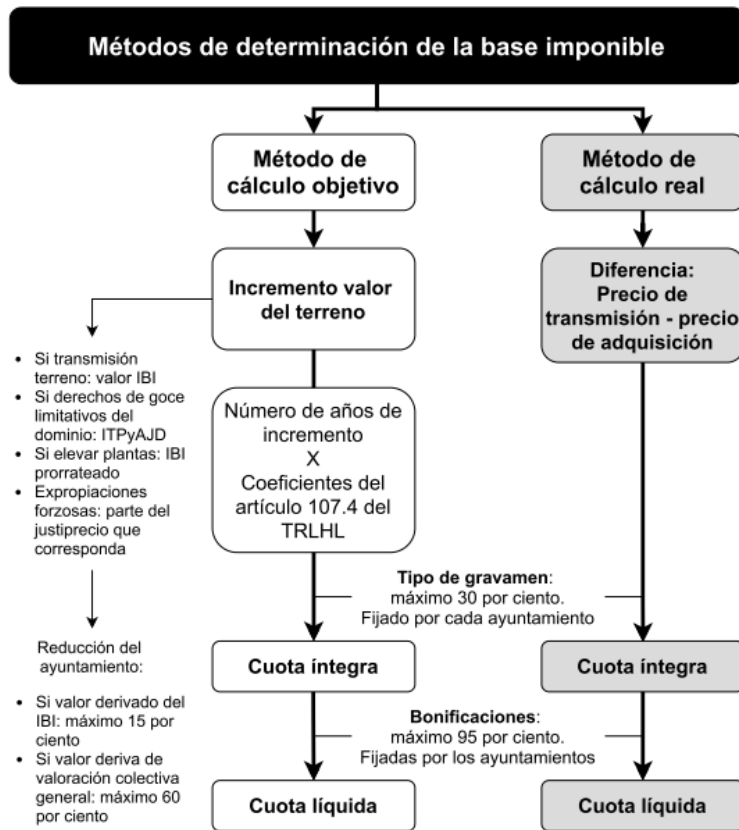 Métodos de determinación de la base imponible
Método de
cálculo objetivo
Método de
cálculo real
Incremento valor
del terreno
Diferencia:
Precio de
transmisión - precio
de adquisición
• Si transmisión
terreno: valor IBI
• Si derechos de goce
limitativos del
dominio: ITPyAJD
• Si elevar plantas: IBI
prorrateado
• Expropiaciones
forzosas: parte del
justiprecio que
corresponda
Número de años de
incremento
X
Coeficientes del
artículo 107.4 del
TRLHL
Tipo de gravamen:
máximo 30 por ciento.
Fijado por cada ayuntamiento
Reducción del
ayuntamiento:
• Si valor derivado del
IBI: máximo 15 por
ciento
• Si valor deriva de
valoración colectiva
general: máximo 60
por ciento
Cuota íntegra
Cuota íntegra
Bonificaciones:
máximo 95 por ciento.
Fijadas por los ayuntamientos
Cuota líquida
Cuota líquida